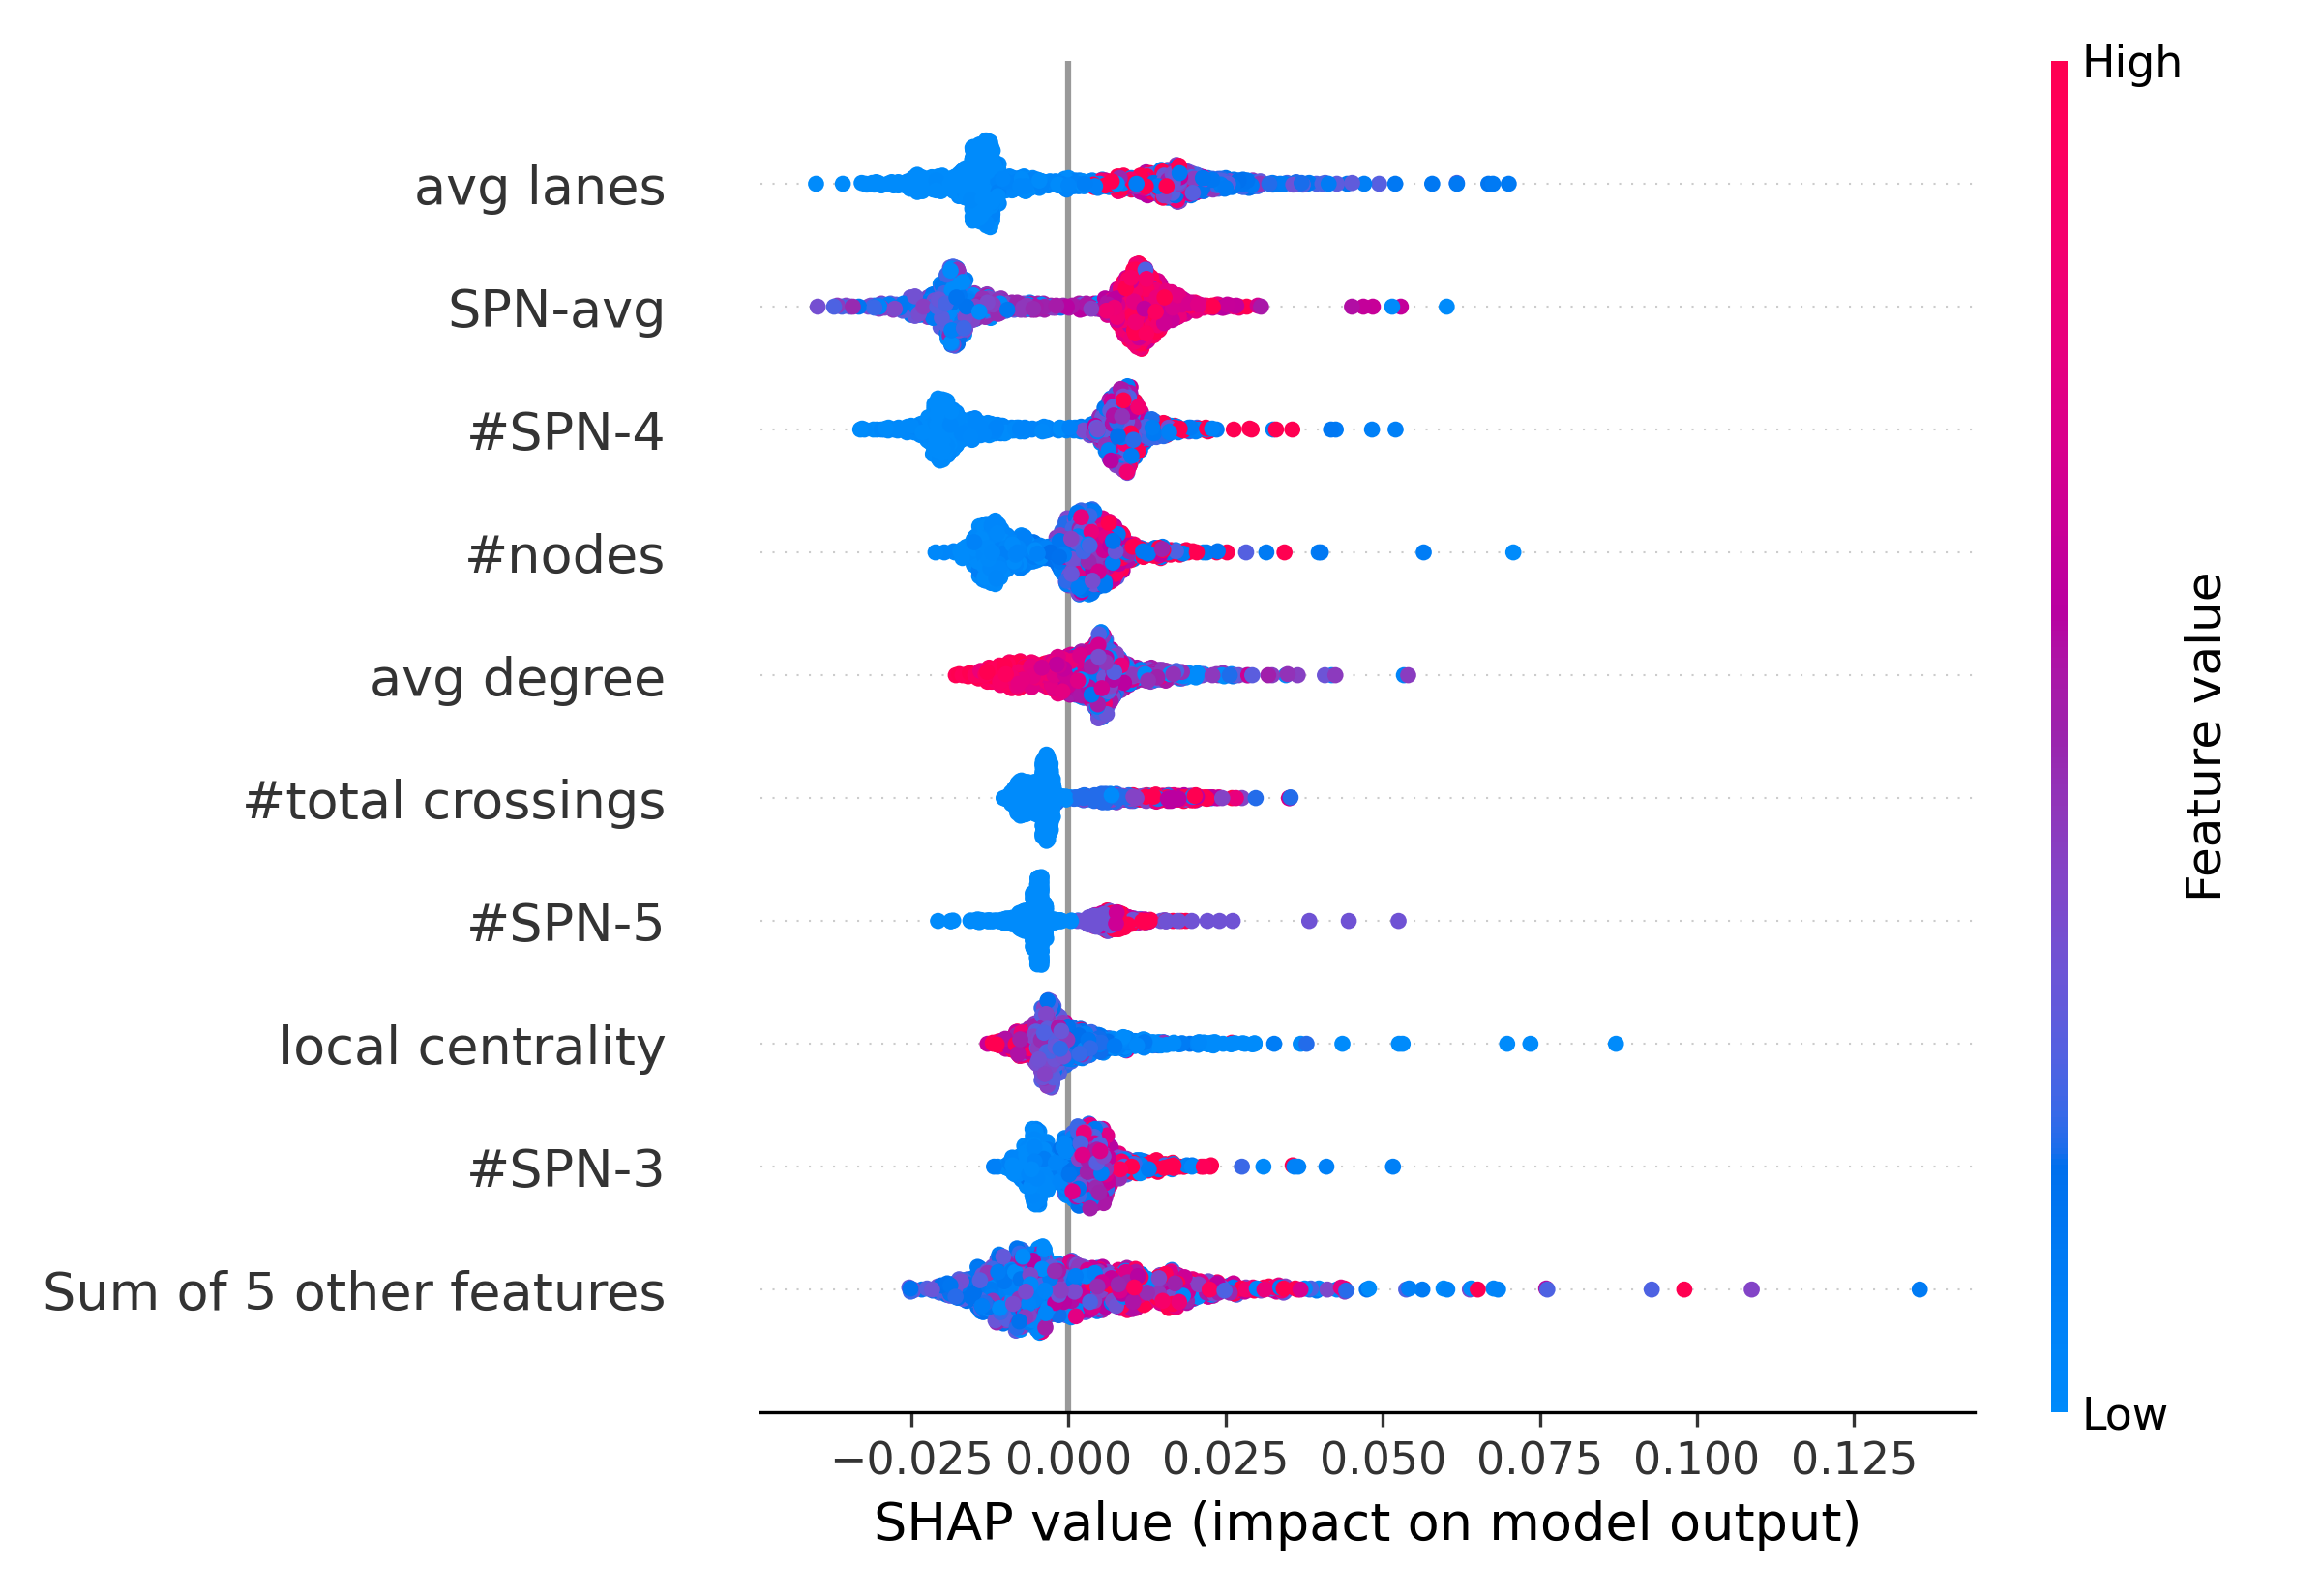 High
avg lanes
SPN-avg
#SPN-4
#nodes
avg degree
#total crossings
#SPN-5
local centrality
#SPN-3
Sum of 5 other features
Feature value
Low
−0.025 0.000 0.025 0.050 0.075 0.100 0.125
SHAP value (impact on model output)